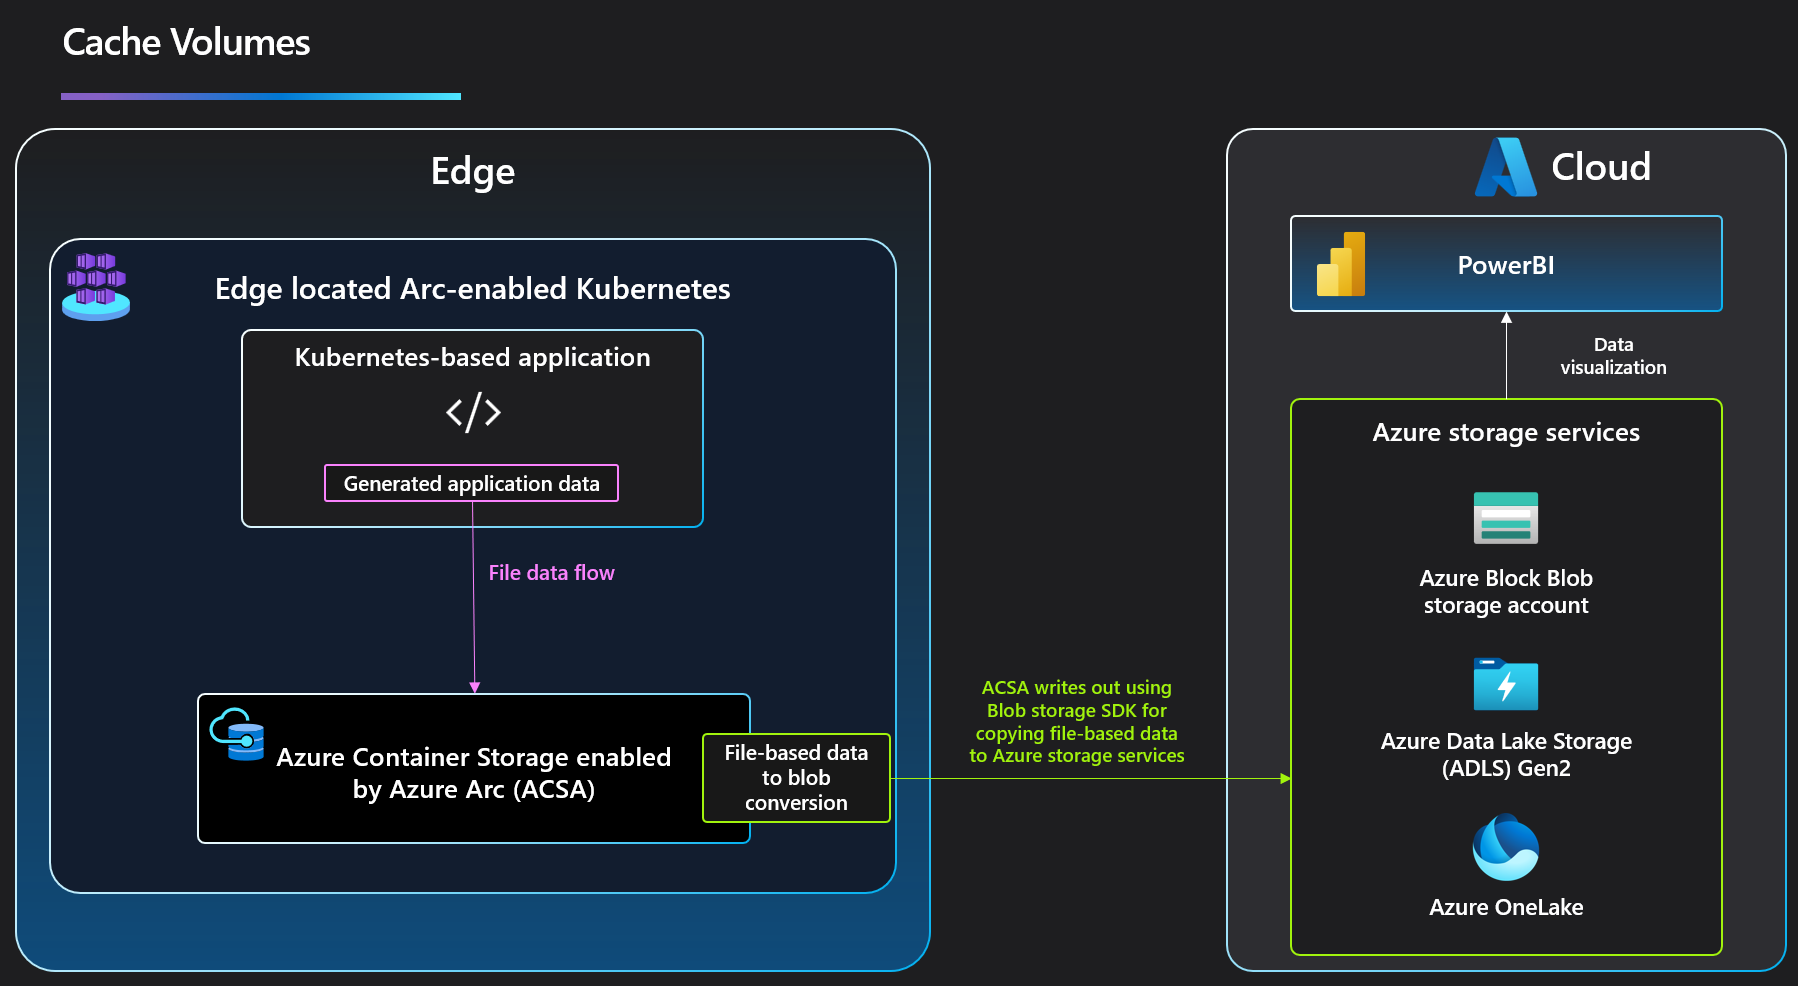 Cache Volumes
Edge
Edge located Arc-enabled Kubernetes
Kubernetes-based application
</>
Generated application data
File data flow
Azure Container Storage enabled
by Azure Arc (ACSA)
File-based data
to blob
conversion
ACSA writes out using
Blob storage SDK for
copying file-based data
to Azure storage services
Cloud
PowerBI
Data
visualization
Azure storage services
Azure Block Blob
storage account
Azure Data Lake Storage
(ADLS) Gen2
Azure OneLake